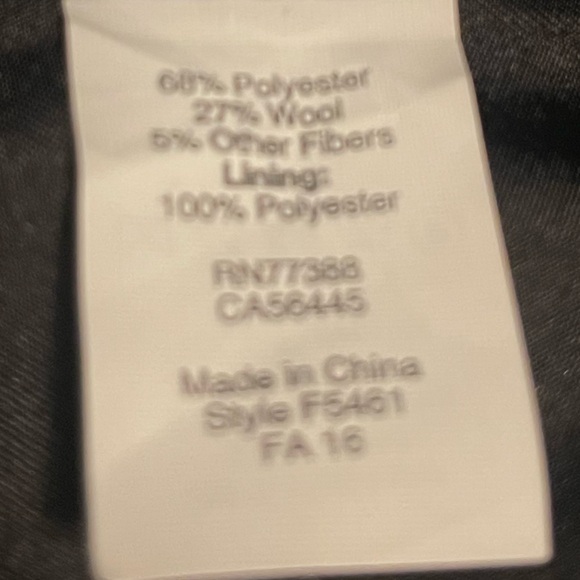 68% Polyester
27% Wool
5% Other Fibers
Lining:
100% Polyester
RN77388
CA56445
Made in China
Style F5461
FA 16